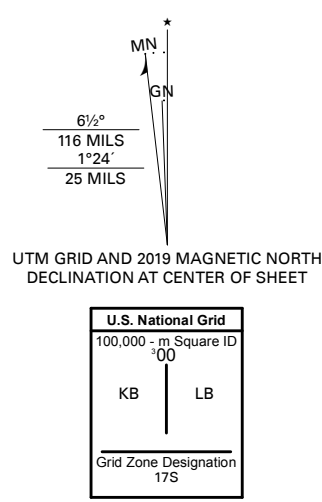 ★
MN
GN
6½°
116 MILS
1°24´
25 MILS
UTM GRID AND 2019 MAGNETIC NORTH
DECLINATION AT CENTER OF SHEET
U.S. National Grid
100,000 - m Square ID
³00
KB LB
Grid Zone Designation
17S